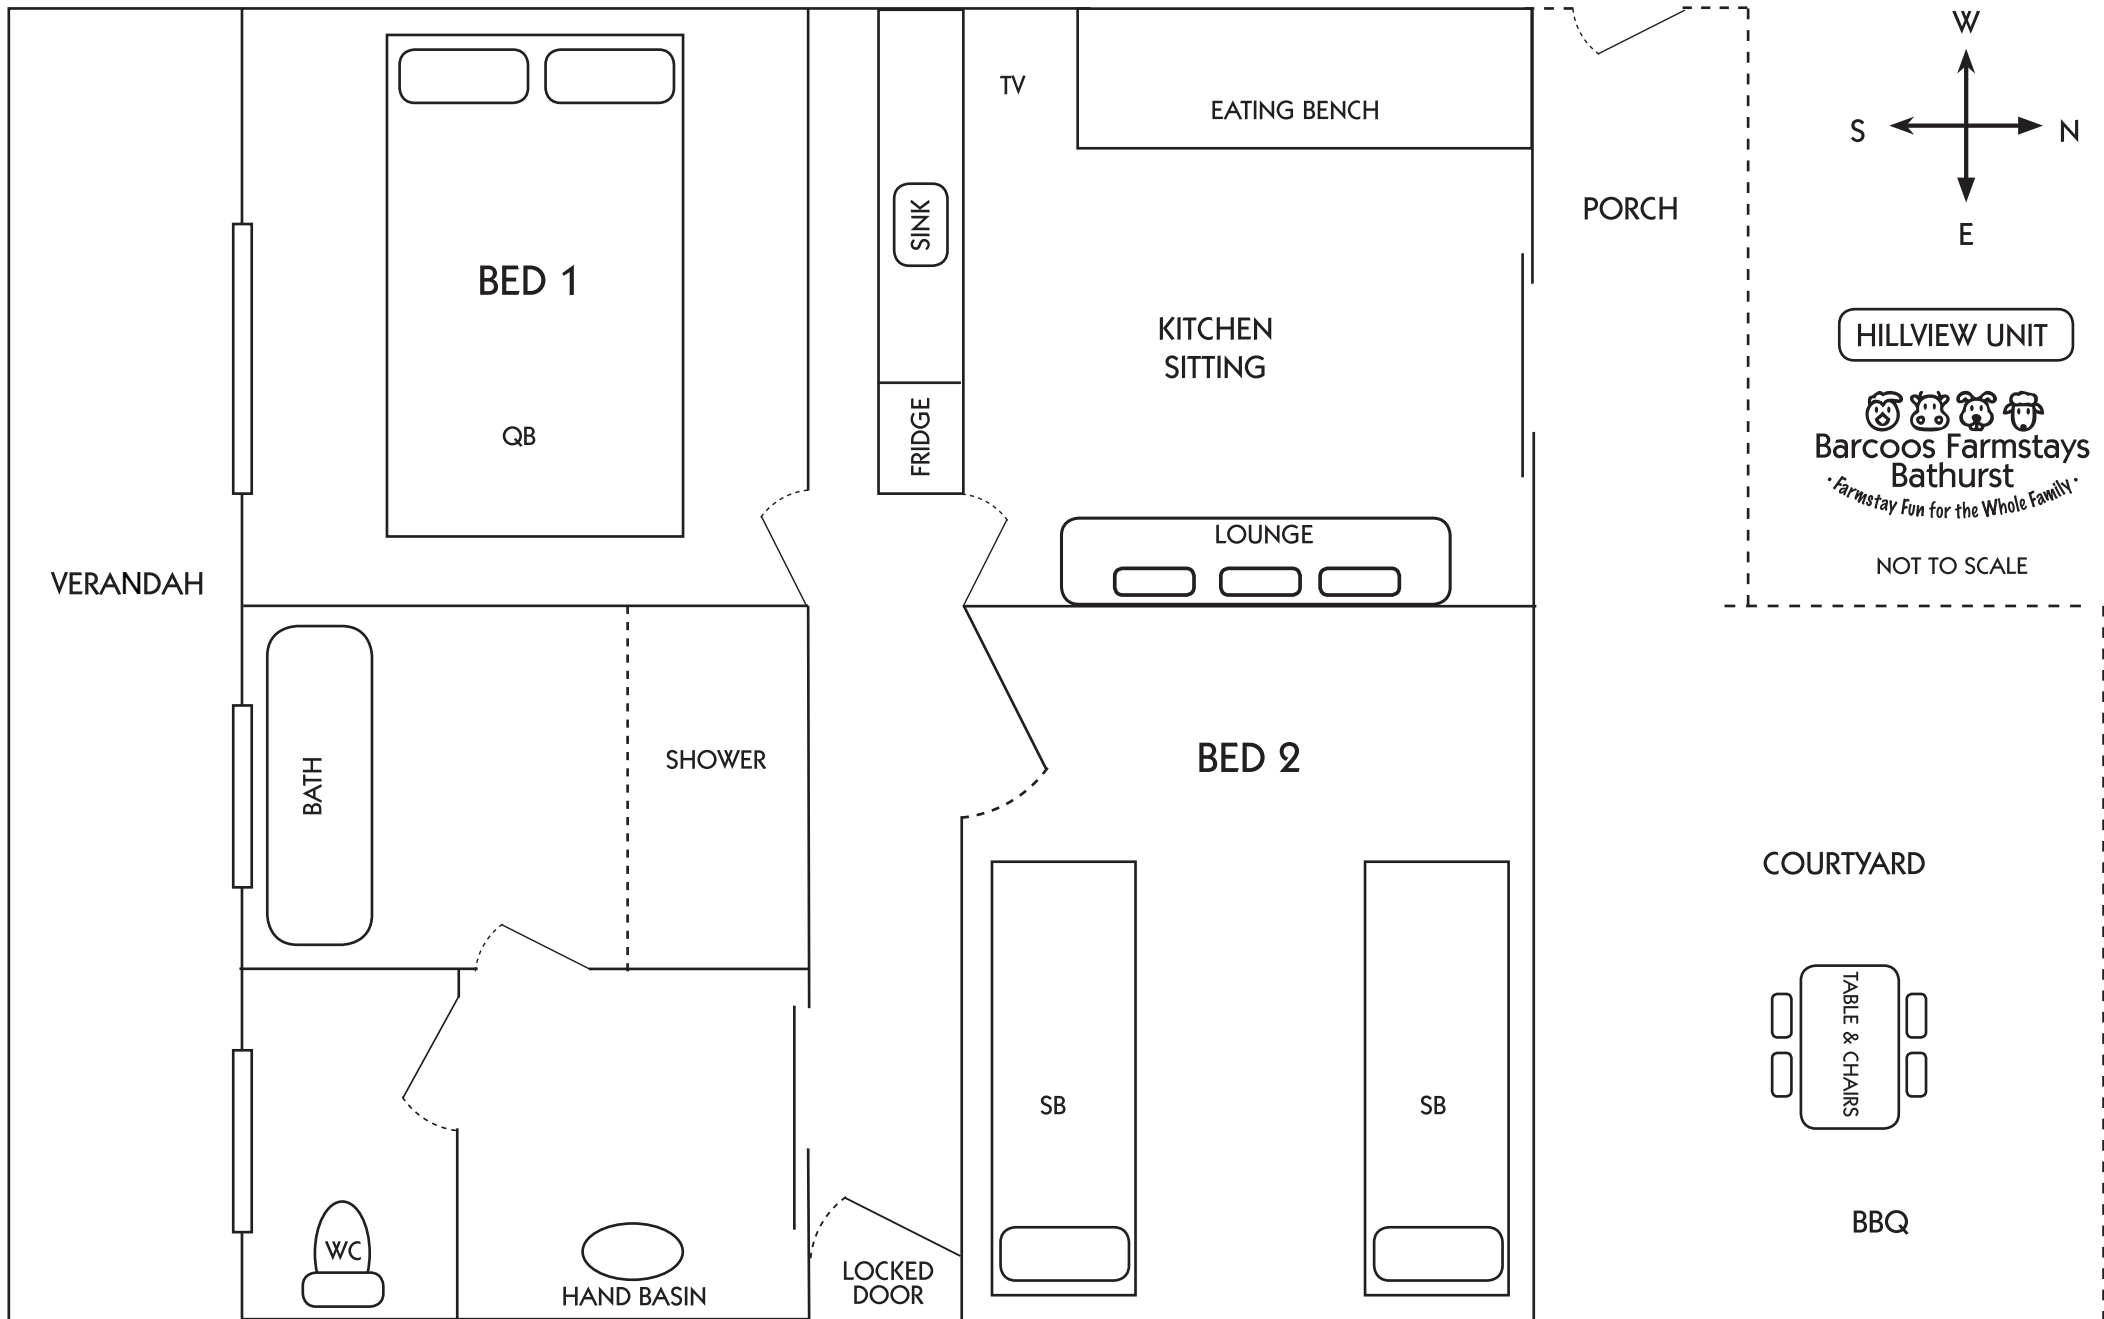 W
TV
EATING BENCH
S
N
SINK
PORCH
E
BED 1
KITCHEN
SITTING
HILLVIEW UNIT
QB
FRIDGE
Barcoos Farmstays
Bathurst
· Farmstay Fun for the Whole Family ·
LOUNGE
NOT TO SCALE
VERANDAH
BATH
SHOWER
BED 2
COURTYARD
TABLE & CHAIRS
SB
SB
BBQ
WC
HAND BASIN
LOCKED
DOOR